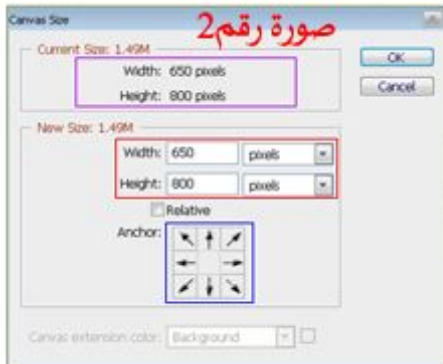 Canvas Size
صورة رقم2
Current Size: 1.49M
Width: 650 pixels
Height: 800 pixels
OK
Cancel
New Size: 1.49M
Width: 650 pixels
Height: 800 pixels
Relative
Anchor:
Canvas extension color: Background